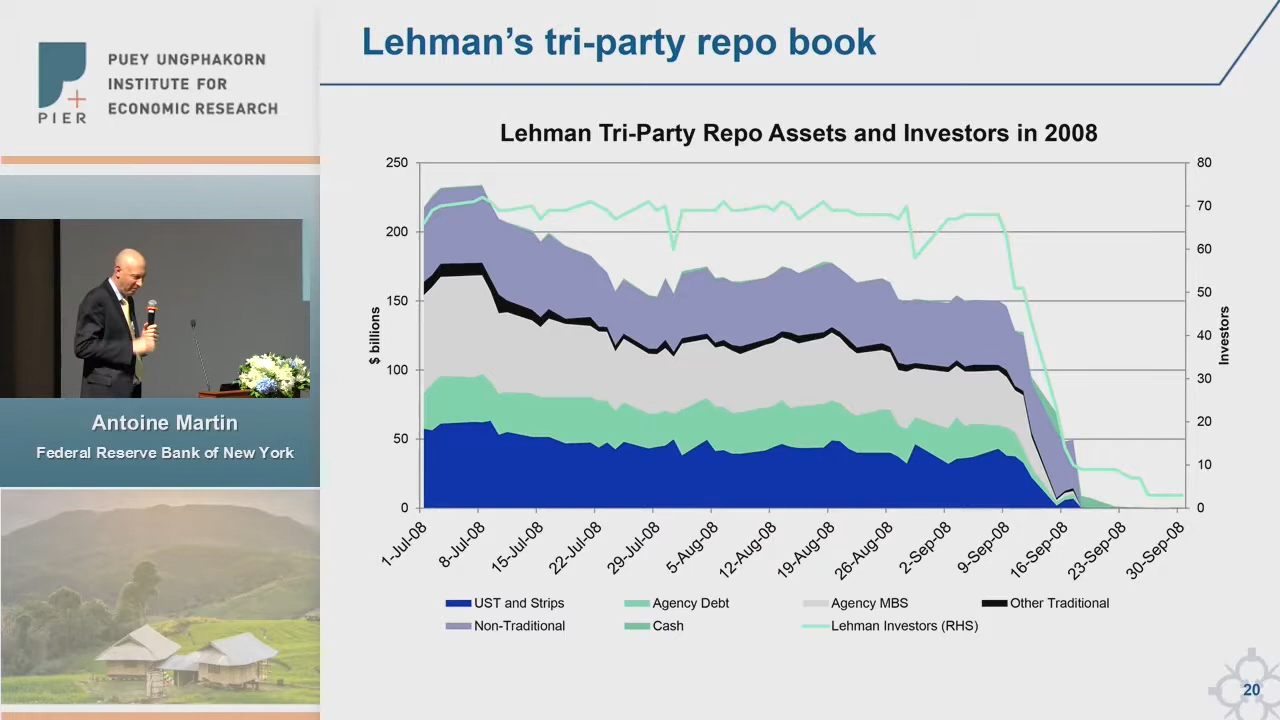 Lehman's tri-party repo book
PUEY UNGPHAKORN
INSTITUTE FOR
ECONOMIC RESEARCH
PIER
Antoine Martin
Federal Reserve Bank of New York
Lehman Tri-Party Repo Assets and Investors in 2008
$ billions
250
200
150
100
50
0
80
70
60
50
40
30
20
10
0
Investors
1-Jul-08
8-Jul-08
15-Jul-08
22-Jul-08
29-Jul-08
5-Aug-08
12-Aug-08
19-Aug-08
26-Aug-08
2-Sep-08
9-Sep-08
16-Sep-08
23-Sep-08
30-Sep-08
UST and Strips
Agency Debt
Agency MBS
Other Traditional
Non-Traditional
Cash
Lehman Investors (RHS)
20